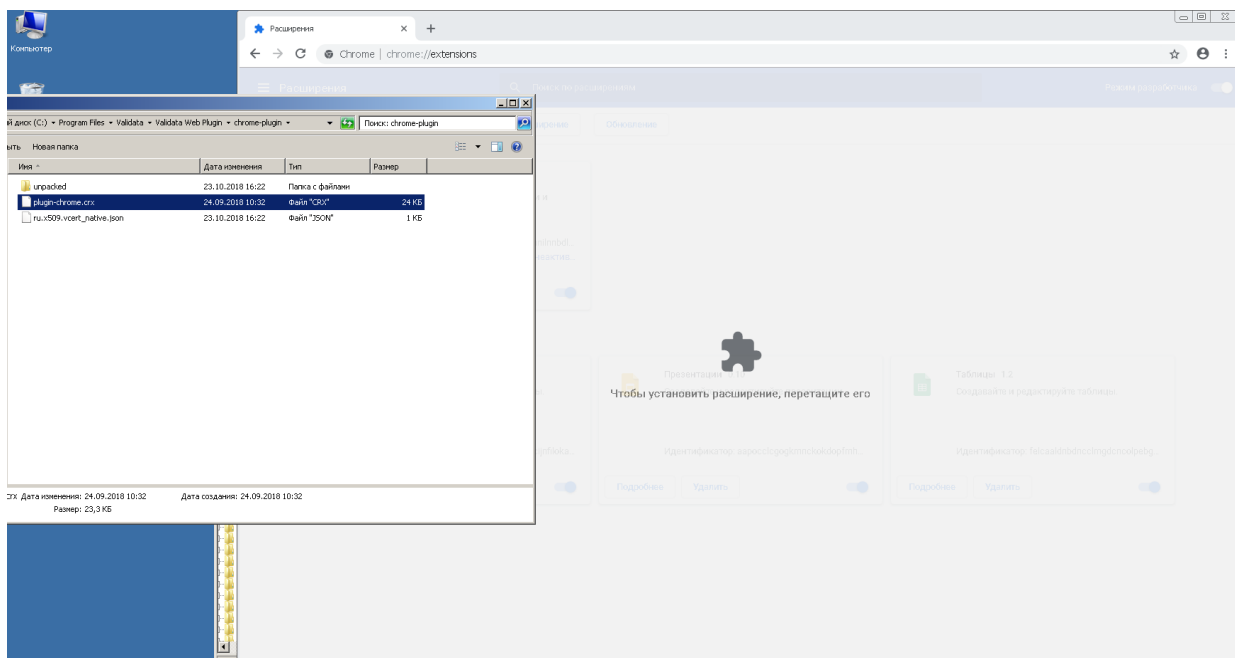 Компьютер
Расширения
Chrome | chrome://extensions
Расширения
Режим разработчика
Обновление
й диск (C:) Program Files Validata Validata Web Plugin chrome-plugin
Поиск: chrome-plugin
ыть Новая папка
Имя Дата изменения Тип Размер
unpacked 23.10.2018 16:22 Папка с файлами
plugin-chrome.crx 24.09.2018 10:32 Файл "CRX" 24 КБ
ru.x509.vcert_native.json 23.10.2018 16:22 Файл "JSON" 1 КБ
Презентации
Таблицы 1.2
Чтобы установить расширение, перетащите его
Создавайте и редактируйте таблицы
Идентификатор:
Идентификатор:
Подробнее Удалить
Подробнее Удалить
Дата изменения: 24.09.2018 10:32 Дата создания: 24.09.2018 10:32
Размер: 23,3 КБ